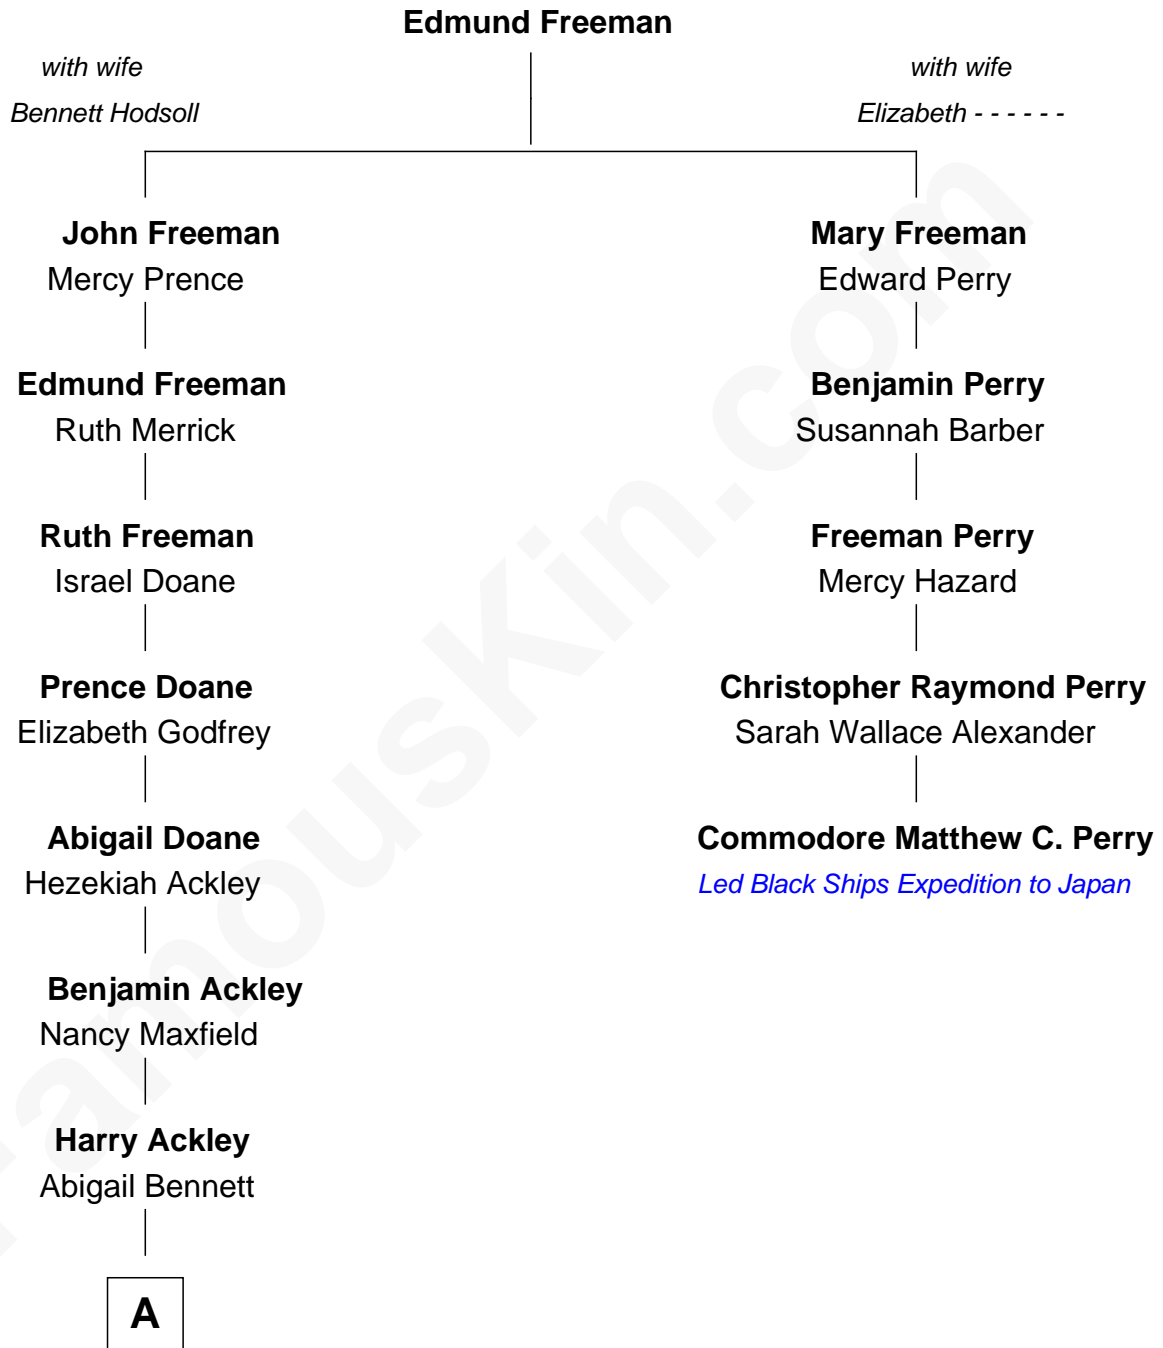 Edmund Freeman
with wife
Bennett Hodsoll
with wife
Elizabeth - - - - - -
John Freeman
Mercy Prence
Edmund Freeman
Ruth Merrick
Ruth Freeman
Israel Doane
Prence Doane
Elizabeth Godfrey
Abigail Doane
Hezekiah Ackley
Benjamin Ackley
Nancy Maxfield
Harry Ackley
Abigail Bennett
A
Mary Freeman
Edward Perry
Benjamin Perry
Susannah Barber
Freeman Perry
Mercy Hazard
Christopher Raymond Perry
Sarah Wallace Alexander
Commodore Matthew C. Perry
Led Black Ships Expedition to Japan
FamousKin.com